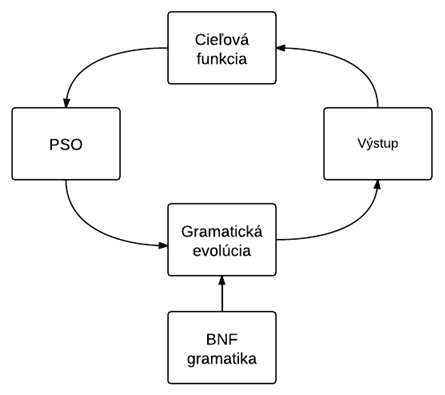 Cieľová
funkcia
PSO
Výstup
Gramatická
evolúcia
BNF
gramatika